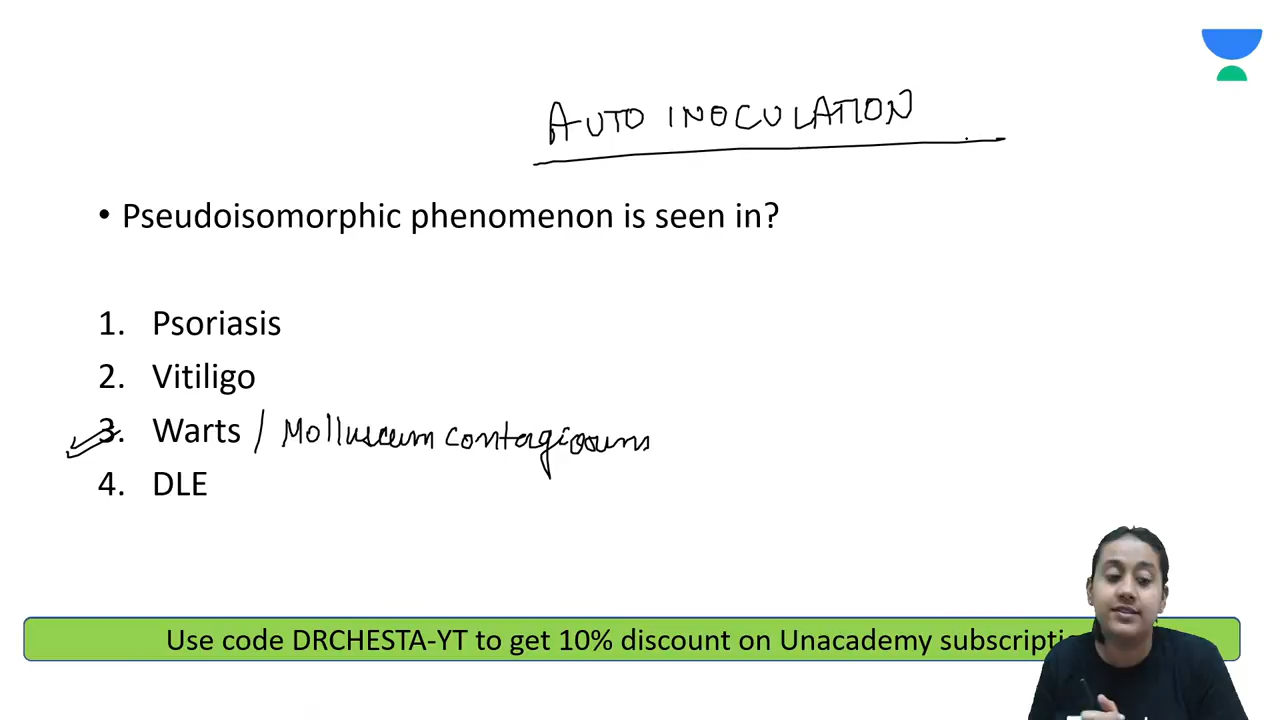 AUTO INOCULATION
• Pseudoisomorphic phenomenon is seen in?
1. Psoriasis
2. Vitiligo
3. Warts / Molluscum contagiosum
4. DLE
Use code DRCHESTA-YT to get 10% discount on Unacademy